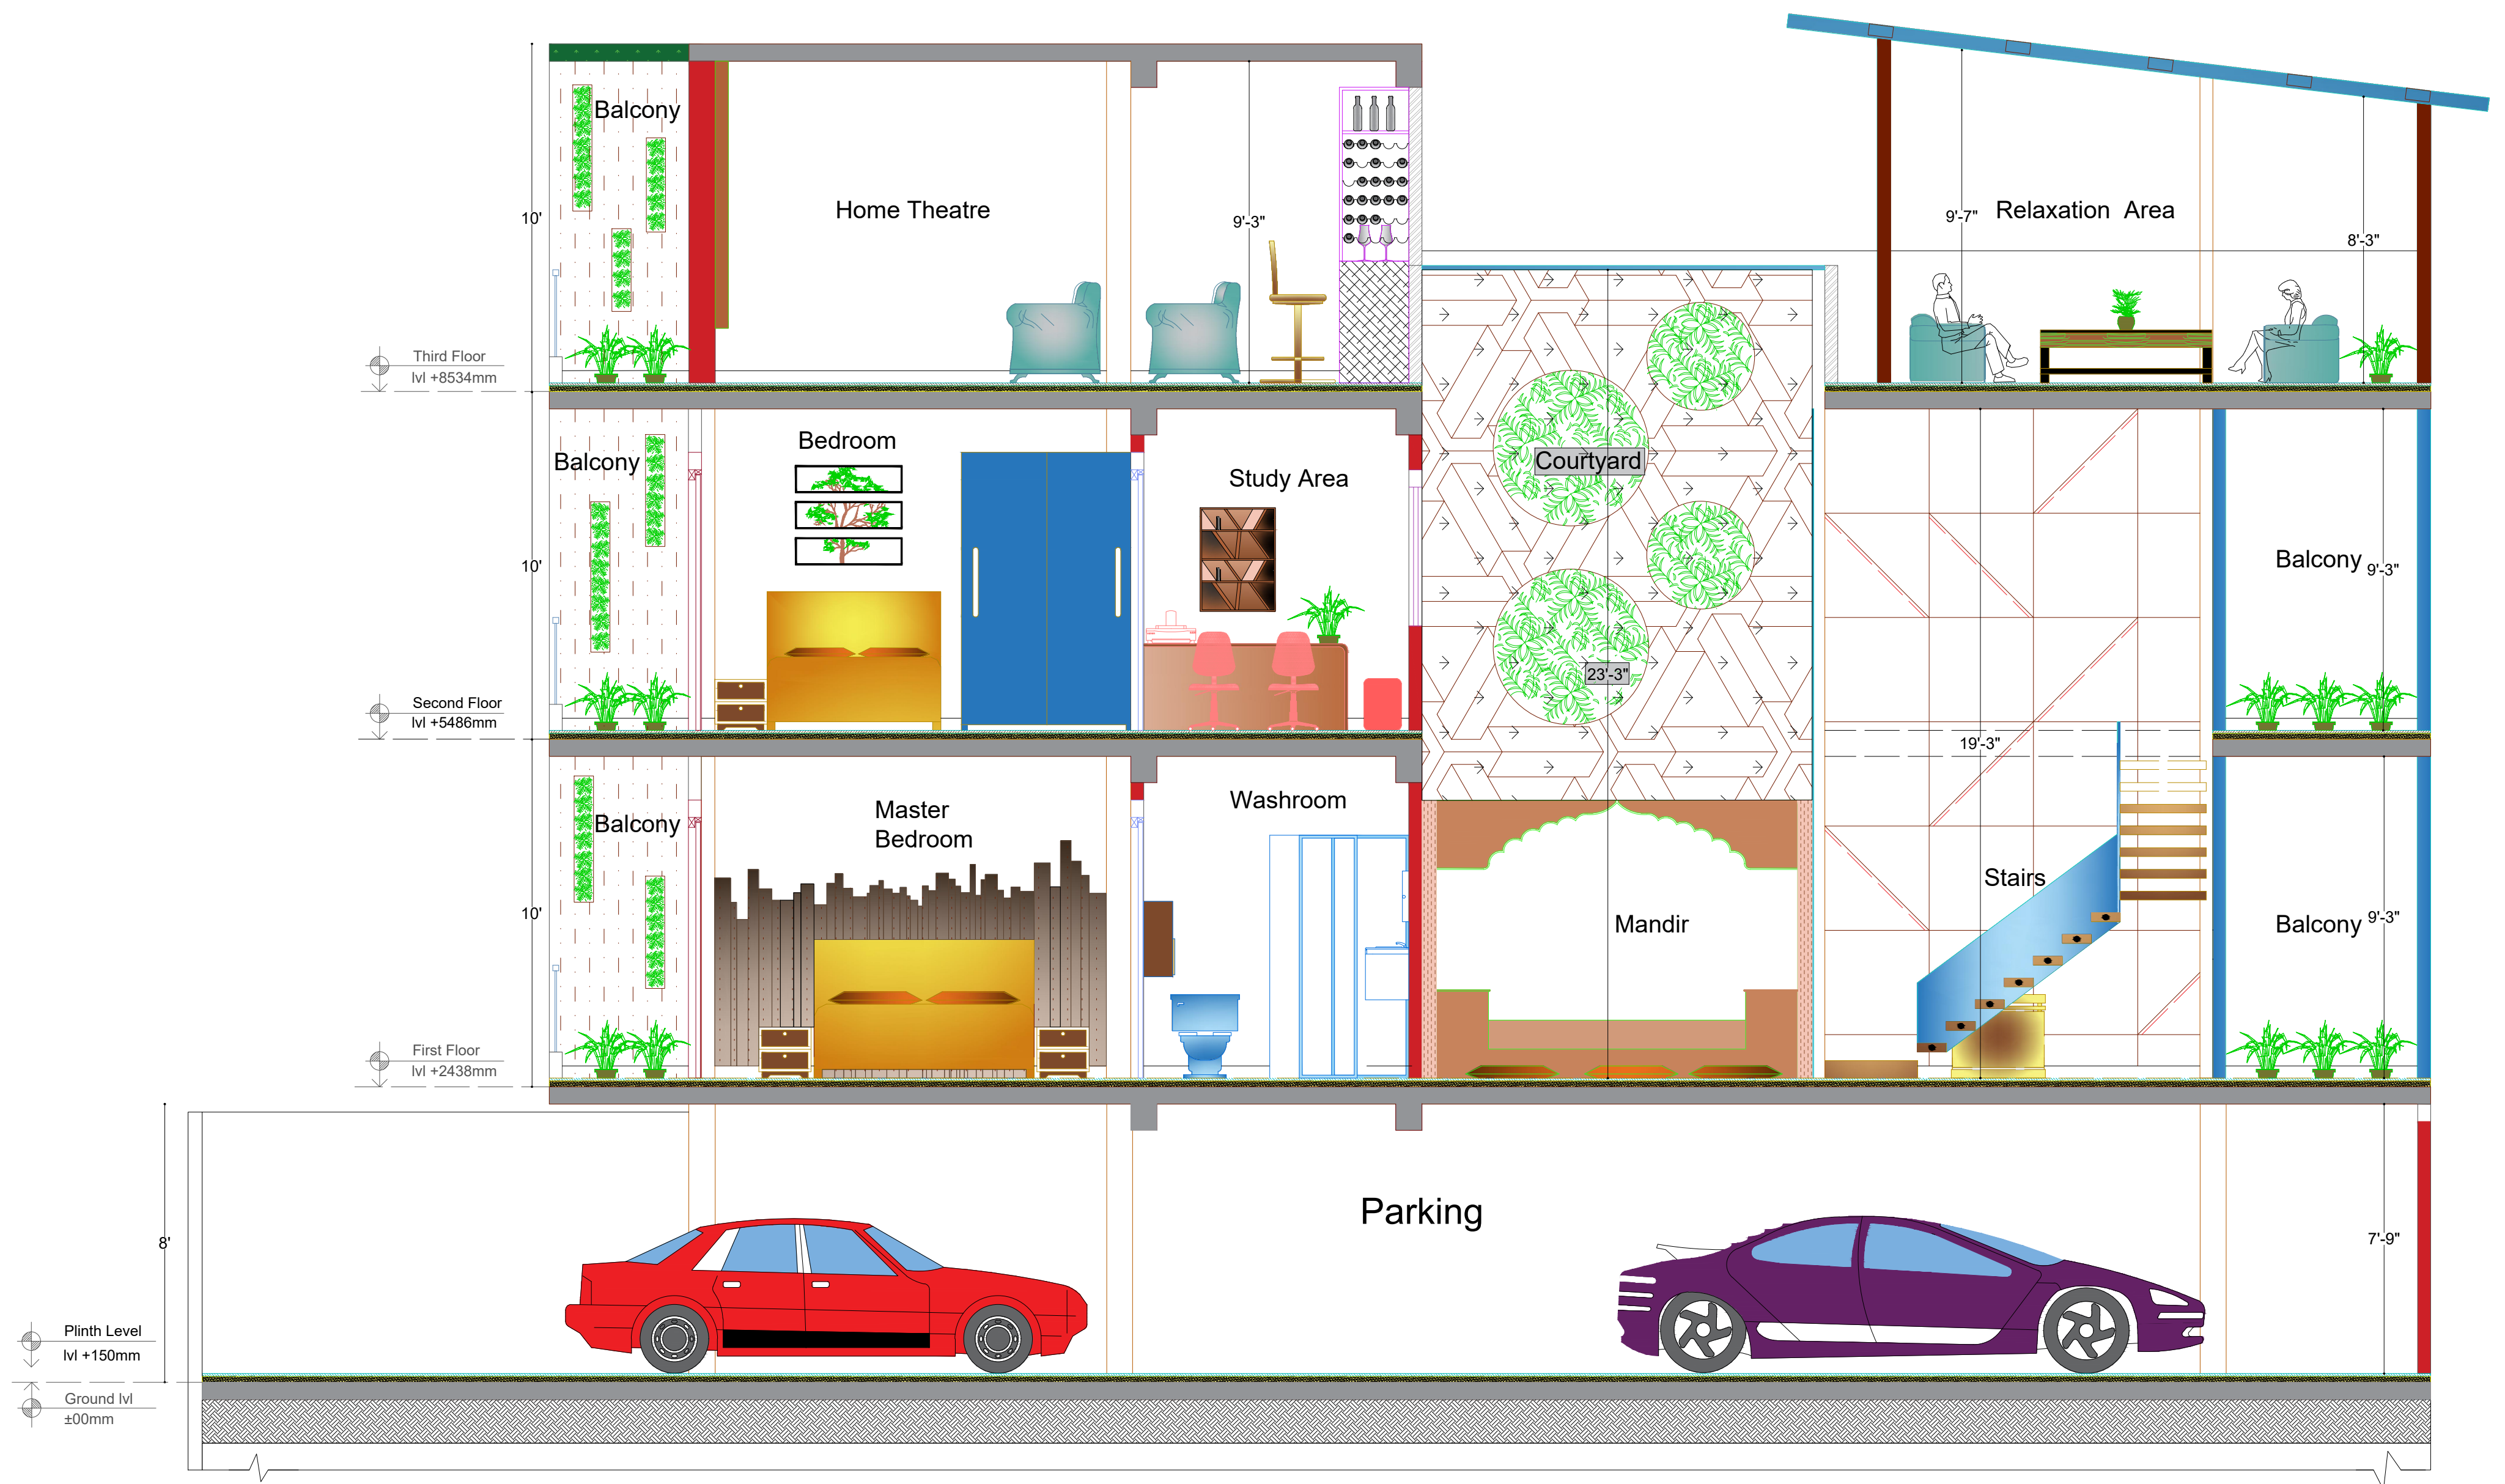 Balcony
10'
Home Theatre
9'-3"
9'-7"
Relaxation Area
8'-3"
Third Floor
lvl +8534mm
Balcony
Bedroom
Study Area
Courtyard
10'
Balcony
9'-3"
23'-3"
Second Floor
lvl +5486mm
19'-3"
Balcony
Master
Bedroom
Washroom
10'
Mandir
Stairs
Balcony
9'-3"
First Floor
lvl +2438mm
Parking
8'
7'-9"
Plinth Level
lvl +150mm
Ground lvl
±00mm